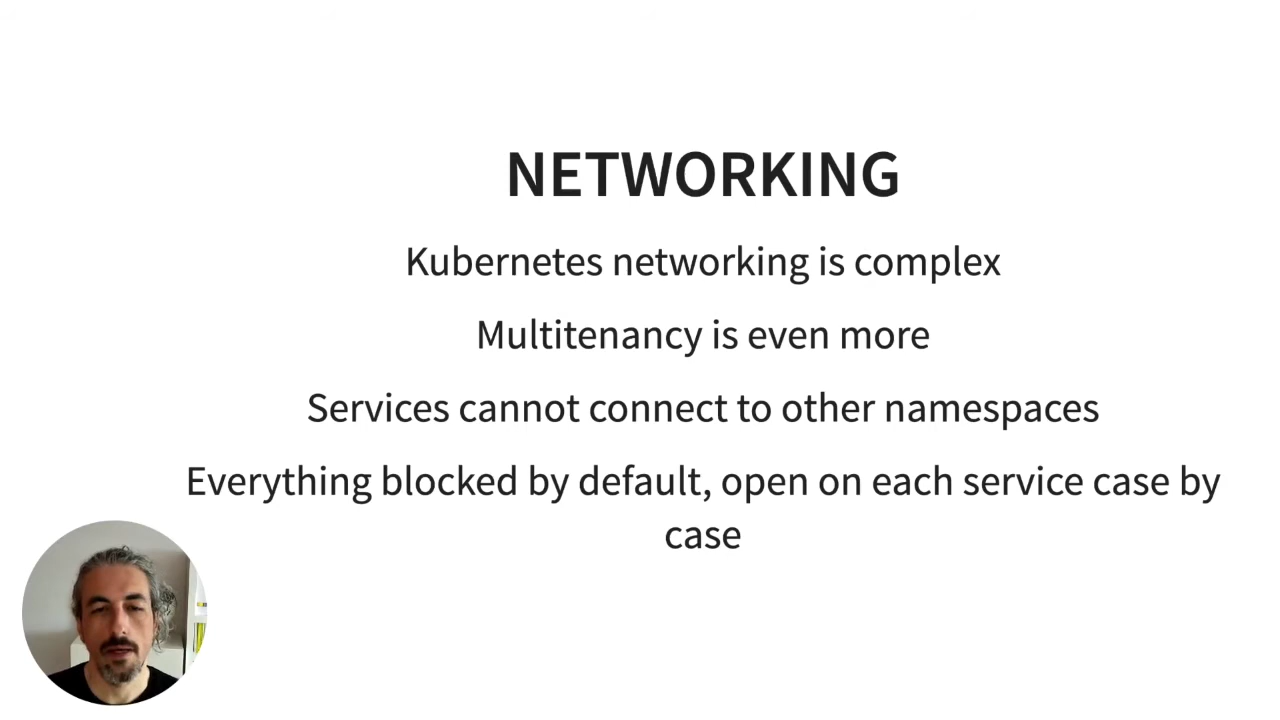 NETWORKING
Kubernetes networking is complex
Multitenancy is even more
Services cannot connect to other namespaces
Everything blocked by default, open on each service case by
case